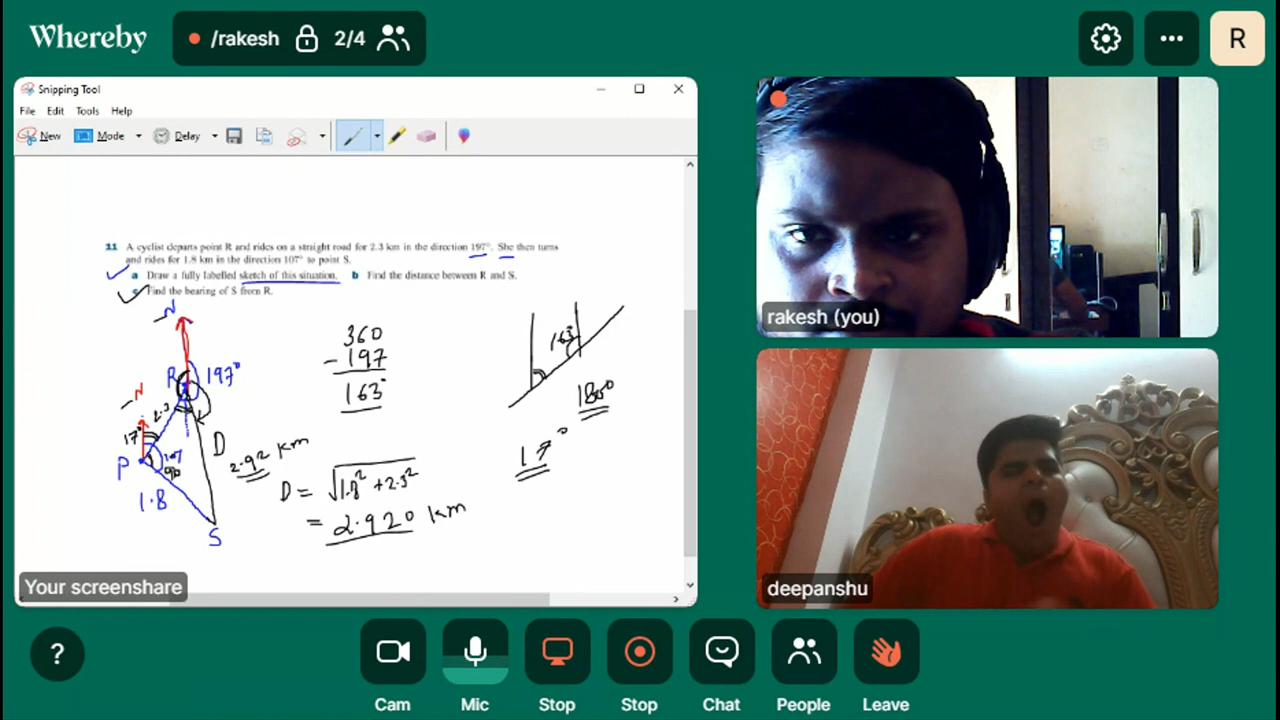 Whereby
/rakesh 2/4
R
Snipping Tool
File Edit Tools Help
New Mode Delay
11 A cyclist departs point R and rides on a straight road for 2.3 km in the direction 197°. She then turns
and rides for 1.8 km in the direction 107° to point S.
a Draw a fully labelled sketch of this situation. b Find the distance between R and S.
c Find the bearing of S from R.
N
360
- 197
163°
R 197°
N
2.3
17°
P 107
90
1.8
S
D
2.92 km
D = √1.8² + 2.3²
= 2.920 km
163°
180°
17°
Your screenshare
rakesh (you)
deepanshu
?
Cam Mic Stop Stop Chat People Leave